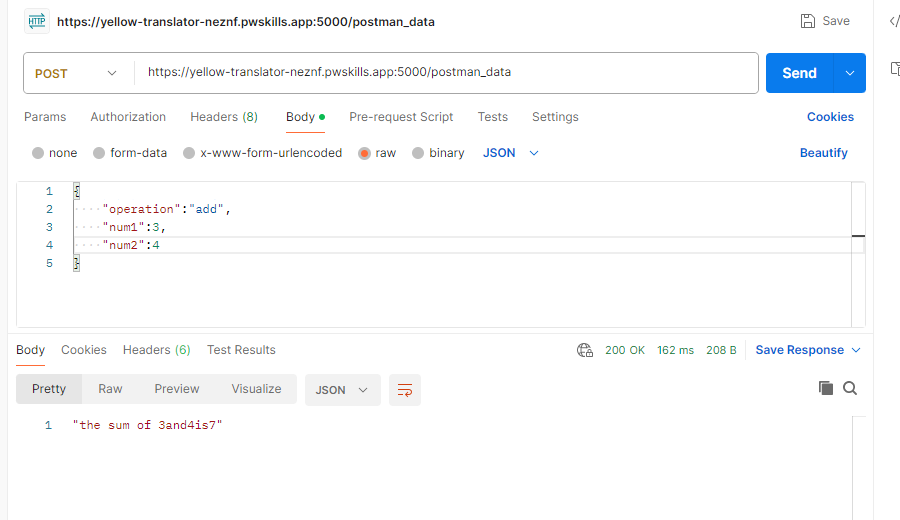 HTTP https://yellow-translator-neznf.pwskills.app:5000/postman_data Save
POST https://yellow-translator-neznf.pwskills.app:5000/postman_data Send
Params Authorization Headers (8) Body Pre-request Script Tests Settings Cookies
none form-data x-www-form-urlencoded raw binary JSON Beautify
1 {
2 "operation":"add",
3 "num1":3,
4 "num2":4
5 }
Body Cookies Headers (6) Test Results 200 OK 162 ms 208 B Save Response
Pretty Raw Preview Visualize JSON
1 "the sum of 3and4is7"